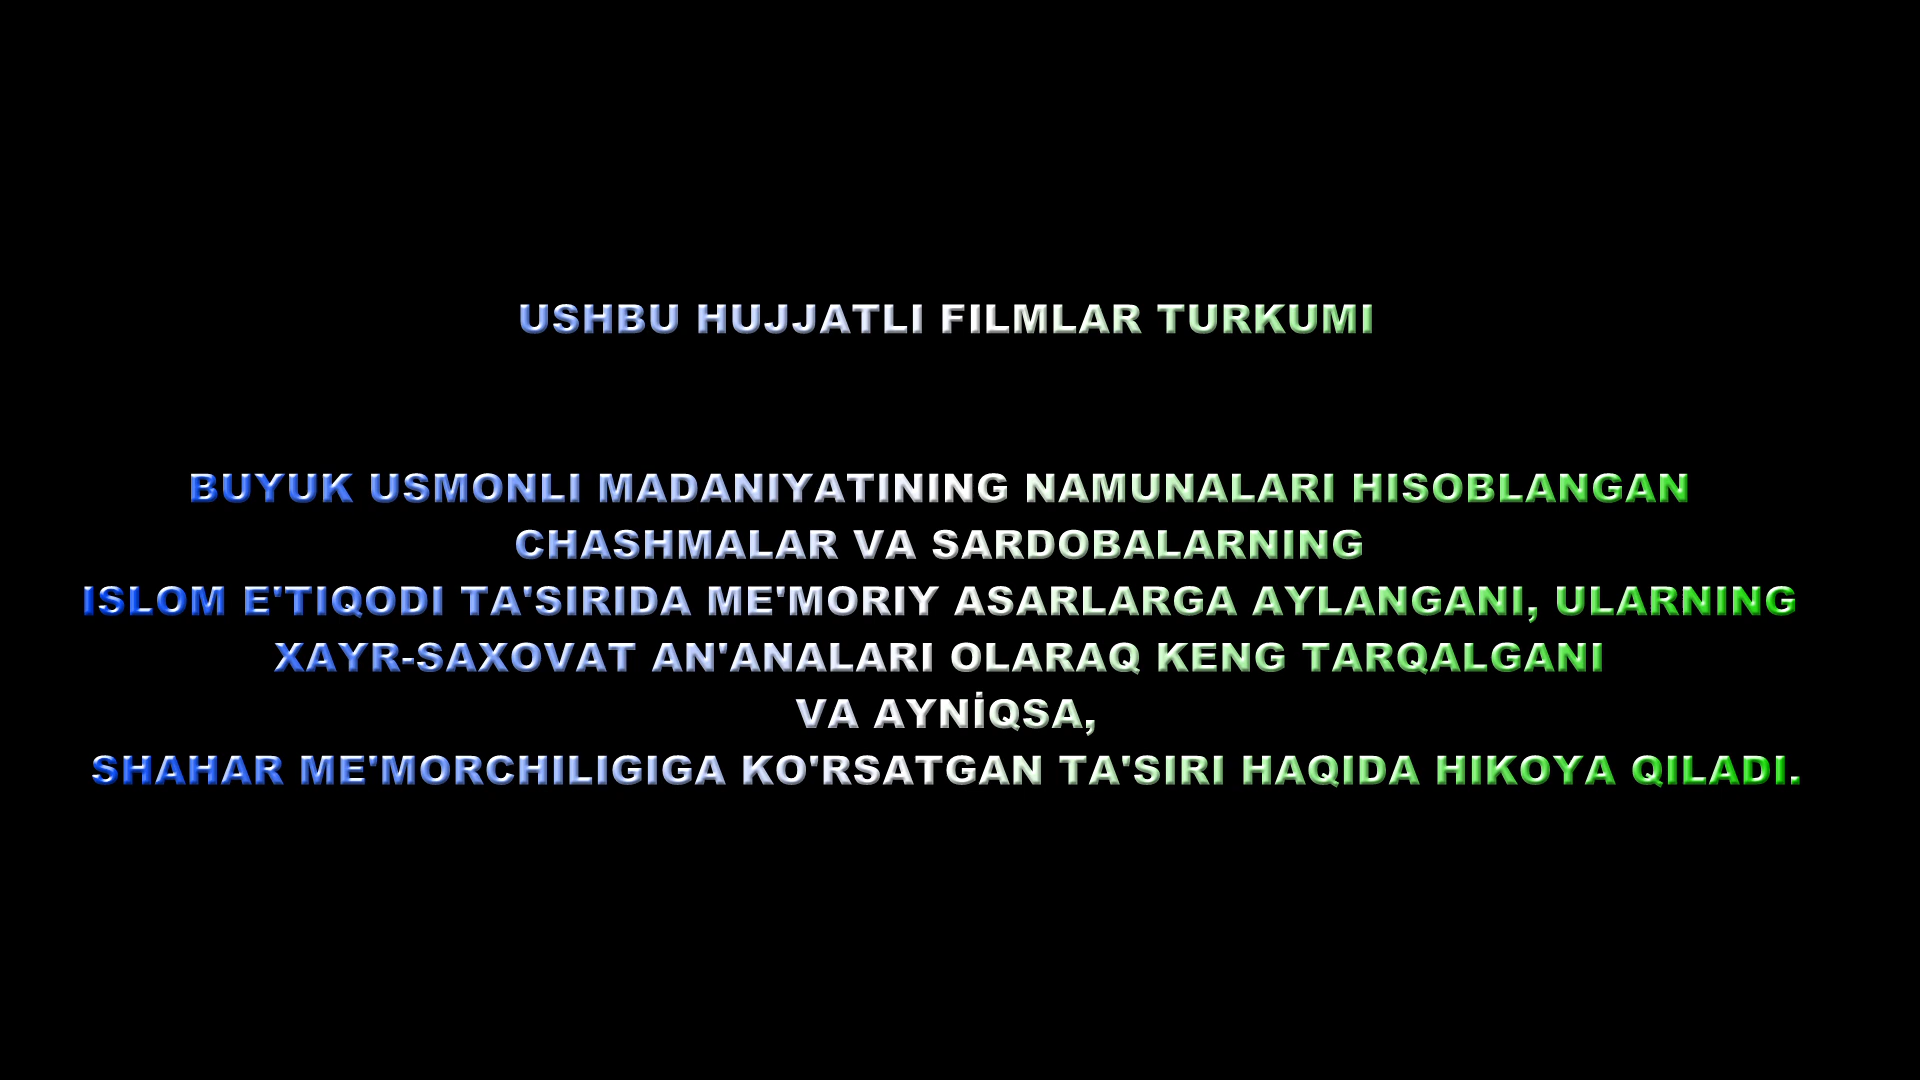 USHBU HUJJATLI FILMLAR TURKUMI
BUYUK USMONLI MADANIYATINING NAMUNALARI HISOBLANGAN
CHASHMALAR VA SARDOBALARNING
ISLOM E'TIQODI TA'SIRIDA ME'MORIY ASARLARGA AYLANGANI, ULARNING
XAYR-SAXOVAT AN'ANALARI OLARAQ KENG TARQALGANI
VA AYNİQSA,
SHAHAR ME'MORCHILIGIGA KO'RSATGAN TA'SIRI HAQIDA HIKOYA QILADI.